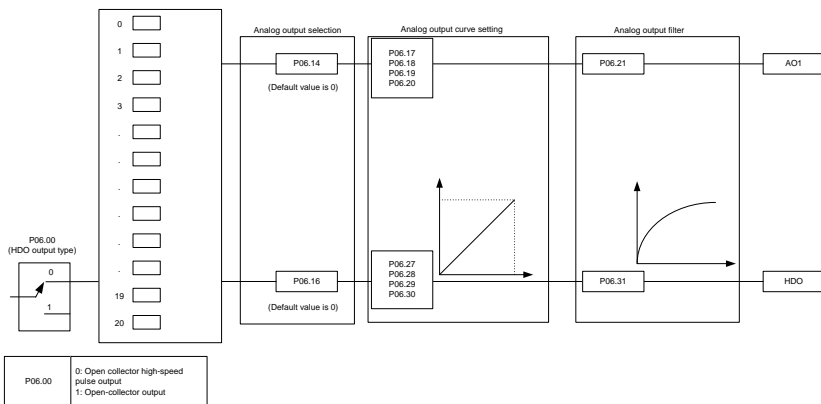 Analog output selection
Analog output curve setting
Analog output filter
0
1
2
3
.
.
.
.
.
.
19
20
P06.14
(Default value is 0)
P06.17
P06.18
P06.19
P06.20
P06.21
AO1
P06.00
(HDO output type)
0
1
P06.16
(Default value is 0)
P06.27
P06.28
P06.29
P06.30
P06.31
HDO
P06.00
0: Open collector high-speed
pulse output
1: Open-collector output